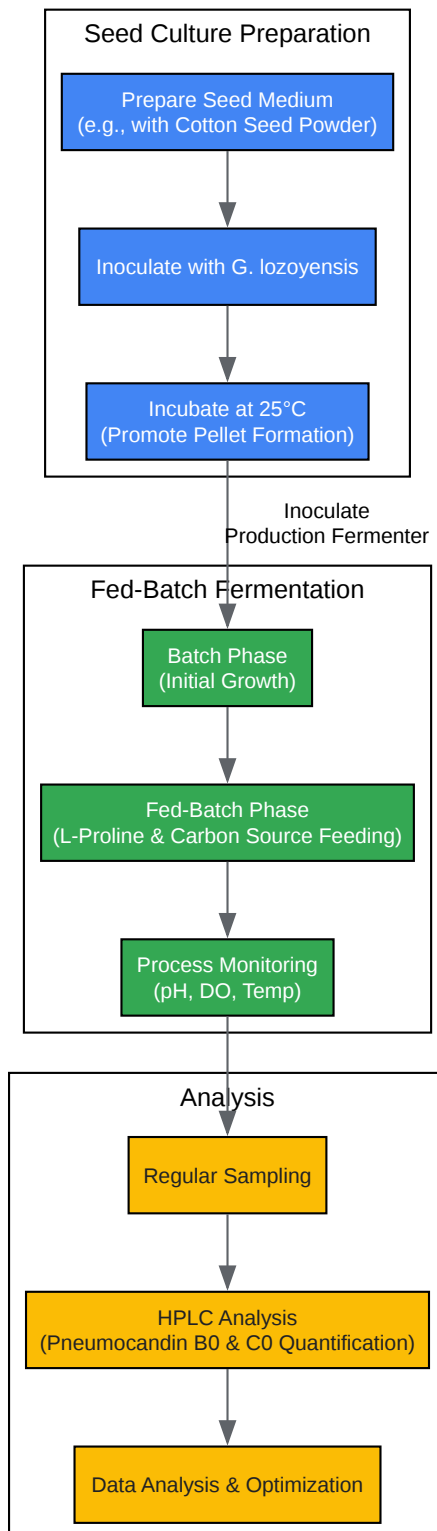 Seed Culture Preparation
Prepare Seed Medium
(e.g., with Cotton Seed Powder)
Inoculate with G. lozoyensis
Incubate at 25°C
(Promote Pellet Formation)
Inoculate
Production Fermenter
Fed-Batch Fermentation
Batch Phase
(Initial Growth)
Fed-Batch Phase
(L-Proline & Carbon Source Feeding)
Process Monitoring
(pH, DO, Temp)
Analysis
Regular Sampling
HPLC Analysis
(Pneumocandin B0 & C0 Quantification)
Data Analysis & Optimization